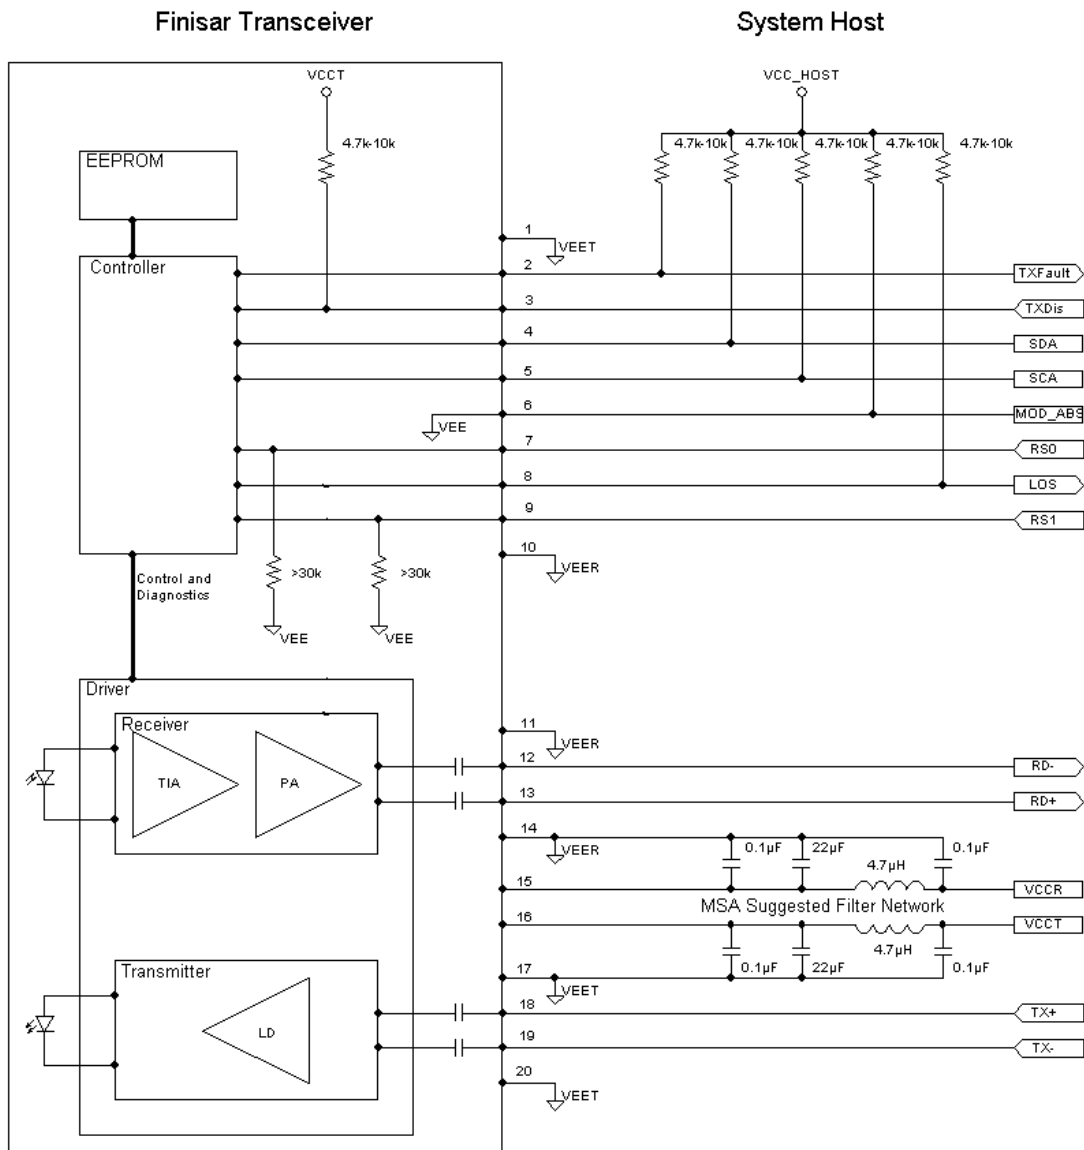 Finisar Transceiver
System Host
VCCT
VCC_HOST
4.7k-10k
4.7k-10k 4.7k-10k 4.7k-10k 4.7k-10k 4.7k-10k
EEPROM
1
VEET
Controller
2
TXFault
3
TXDis
4
SDA
5
SCA
6
MOD_ABS
VEE
7
RS0
8
LOS
9
RS1
10
VEER
>30k
>30k
Control and
Diagnostics
VEE
VEE
Driver
Receiver
11
VEER
12
RD-
TIA
PA
13
RD+
14
VEER
0.1µF
22µF
0.1µF
4.7µH
15
VCCR
MSA Suggested Filter Network
16
VCCT
4.7µH
Transmitter
17
0.1µF
22µF
0.1µF
VEET
18
TX+
LD
19
TX-
20
VEET